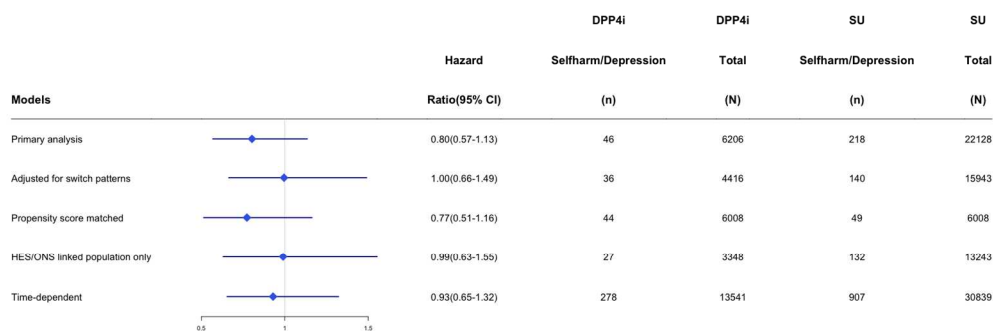 DPP4i DPP4i SU SU
Hazard Selfharm/Depression Total Selfharm/Depression Total
Models Ratio(95% CI) (n) (N) (n) (N)
Primary analysis 0.80(0.57-1.13) 46 6206 218 22128
Adjusted for switch patterns 1.00(0.66-1.49) 36 4416 140 15943
Propensity score matched 0.77(0.51-1.16) 44 6008 49 6008
HES/ONS linked population only 0.99(0.63-1.55) 27 3348 132 13243
Time-dependent 0.93(0.65-1.32) 278 13541 907 30839
0.5 1 1.5